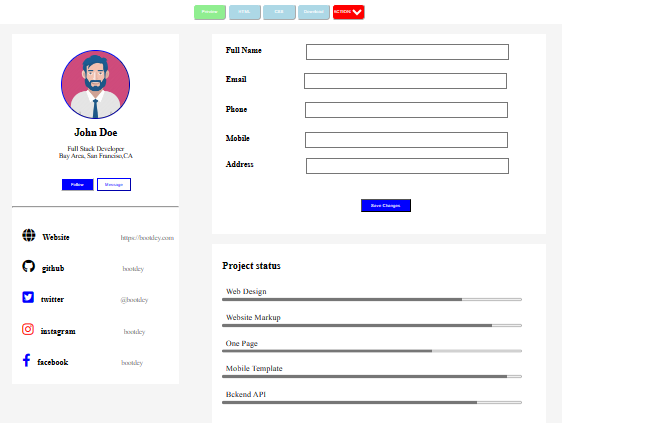 Preview
HTML
CSS
Download
ACTION
John Doe
Full Stack Developer
Bay Area, San Franciso,CA
Follow
Message
Website https://bootdey.com
github bootdey
twitter @bootdey
instagram bootdey
facebook bootdey
Full Name
Email
Phone
Mobile
Address
Save Changes
Project status
Web Design
Website Markup
One Page
Mobile Template
Bckend API